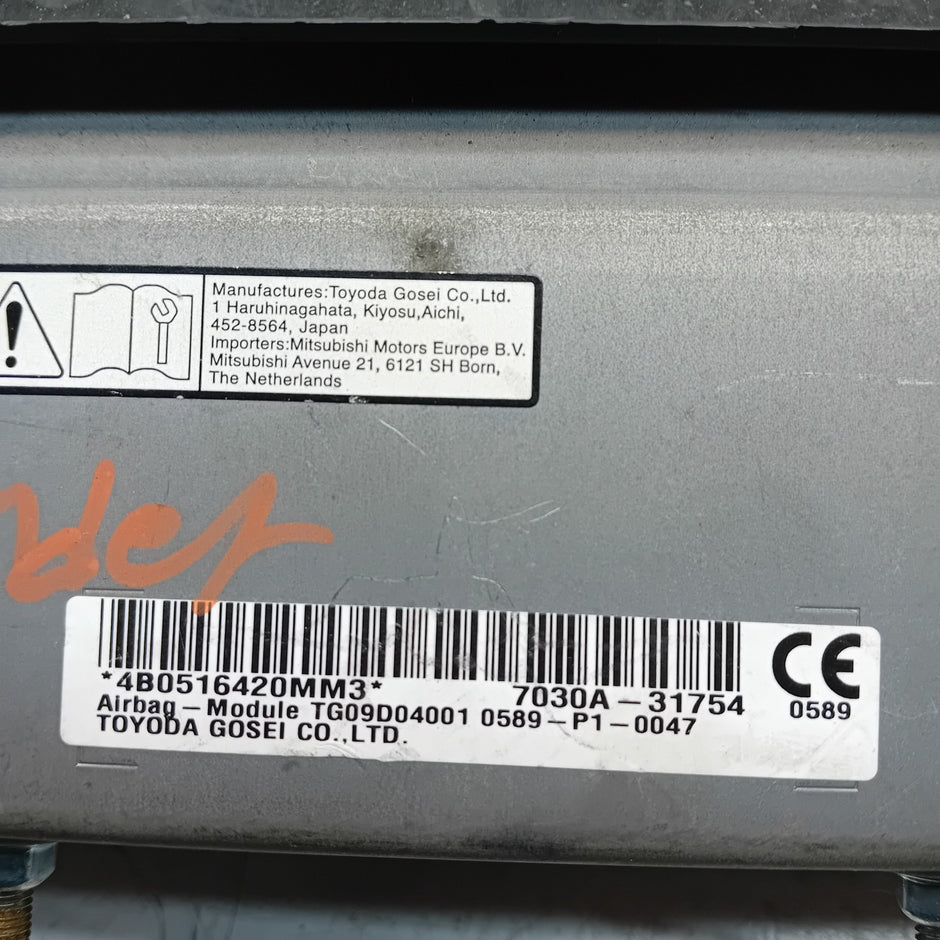 Manufactures:Toyoda Gosei Co.,Ltd.
1 Haruhinagahata, Kiyosu,Aichi,
452-8564, Japan
Importers:Mitsubishi Motors Europe B.V.
Mitsubishi Avenue 21, 6121 SH Born,
The Netherlands
*4B0516420MM3* 7030A-31754
Airbag-Module TG09D04001 0589-P1-0047
TOYODA GOSEI CO.,LTD.
CE
0589